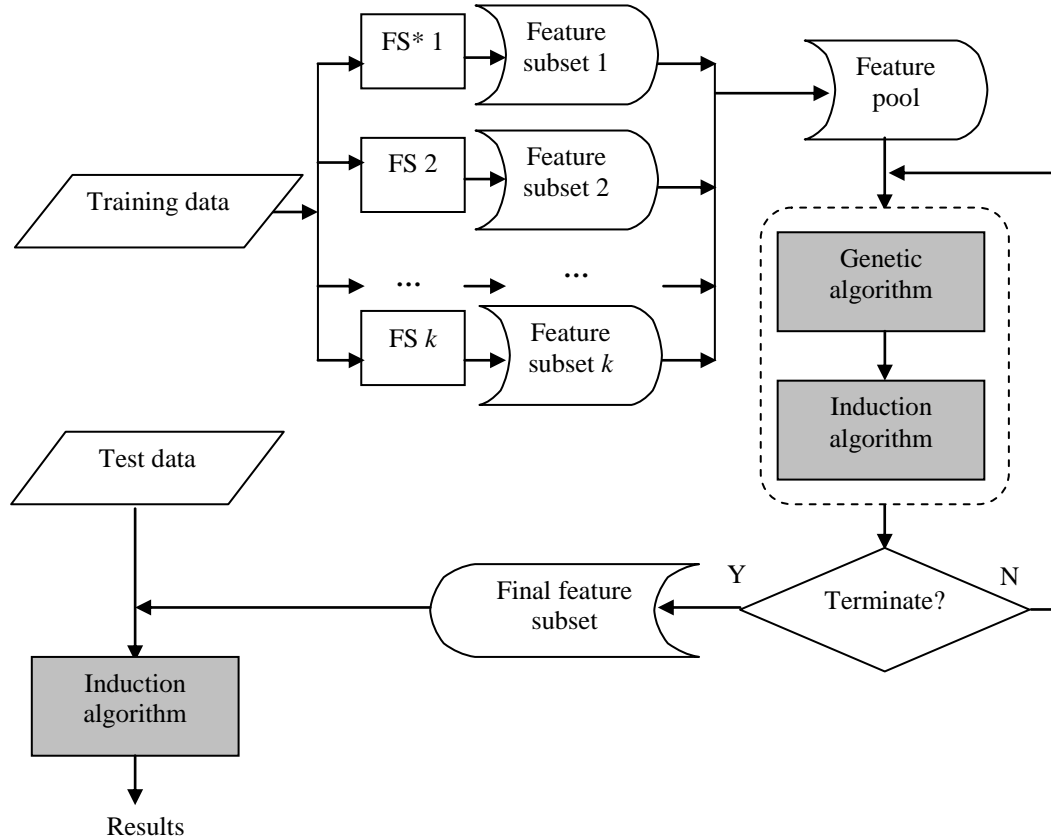 FS* 1
Feature
subset 1
Feature
pool
FS 2
Feature
subset 2
Training data
...
...
Genetic
algorithm
FS k
Feature
subset k
Induction
algorithm
Test data
Y
N
Final feature
subset
Terminate?
Induction
algorithm
Results